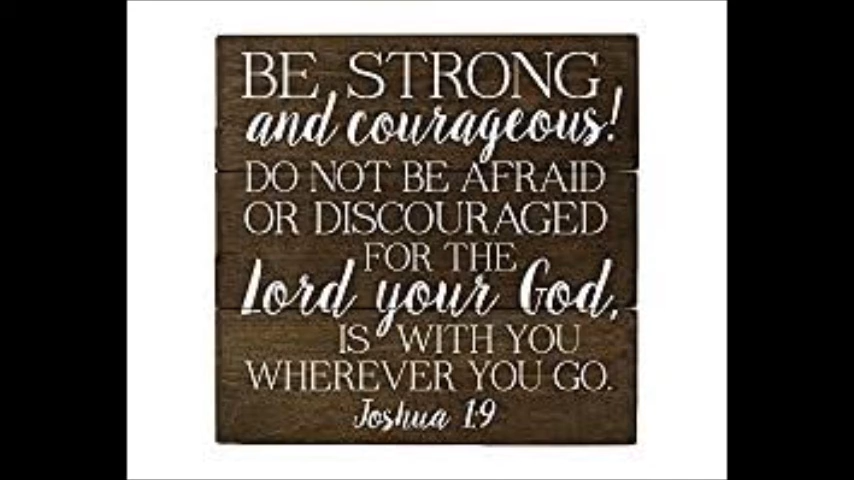 BE STRONG
and courageous!
DO NOT BE AFRAID
OR DISCOURAGED
FOR THE
Lord your God,
IS WITH YOU
WHEREVER YOU GO.
Joshua 1:9